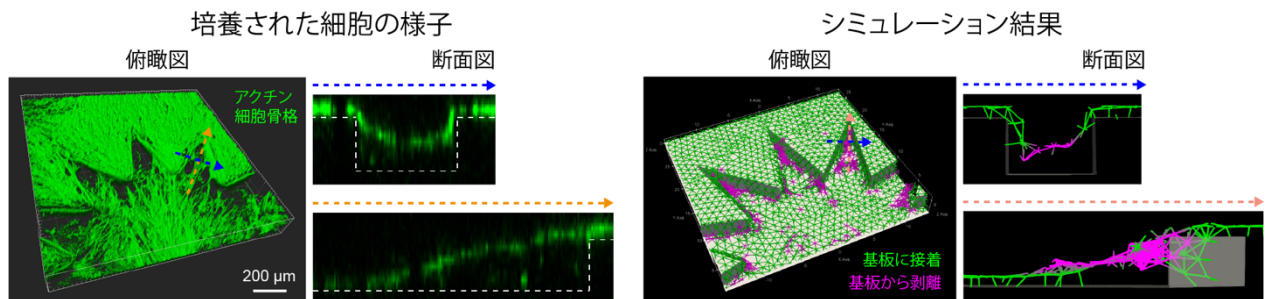 培養された細胞の様子
俯瞰図
断面図
アクチン
細胞骨格
200 μm
シミュレーション結果
俯瞰図
断面図
基板に接着
基板から剥離